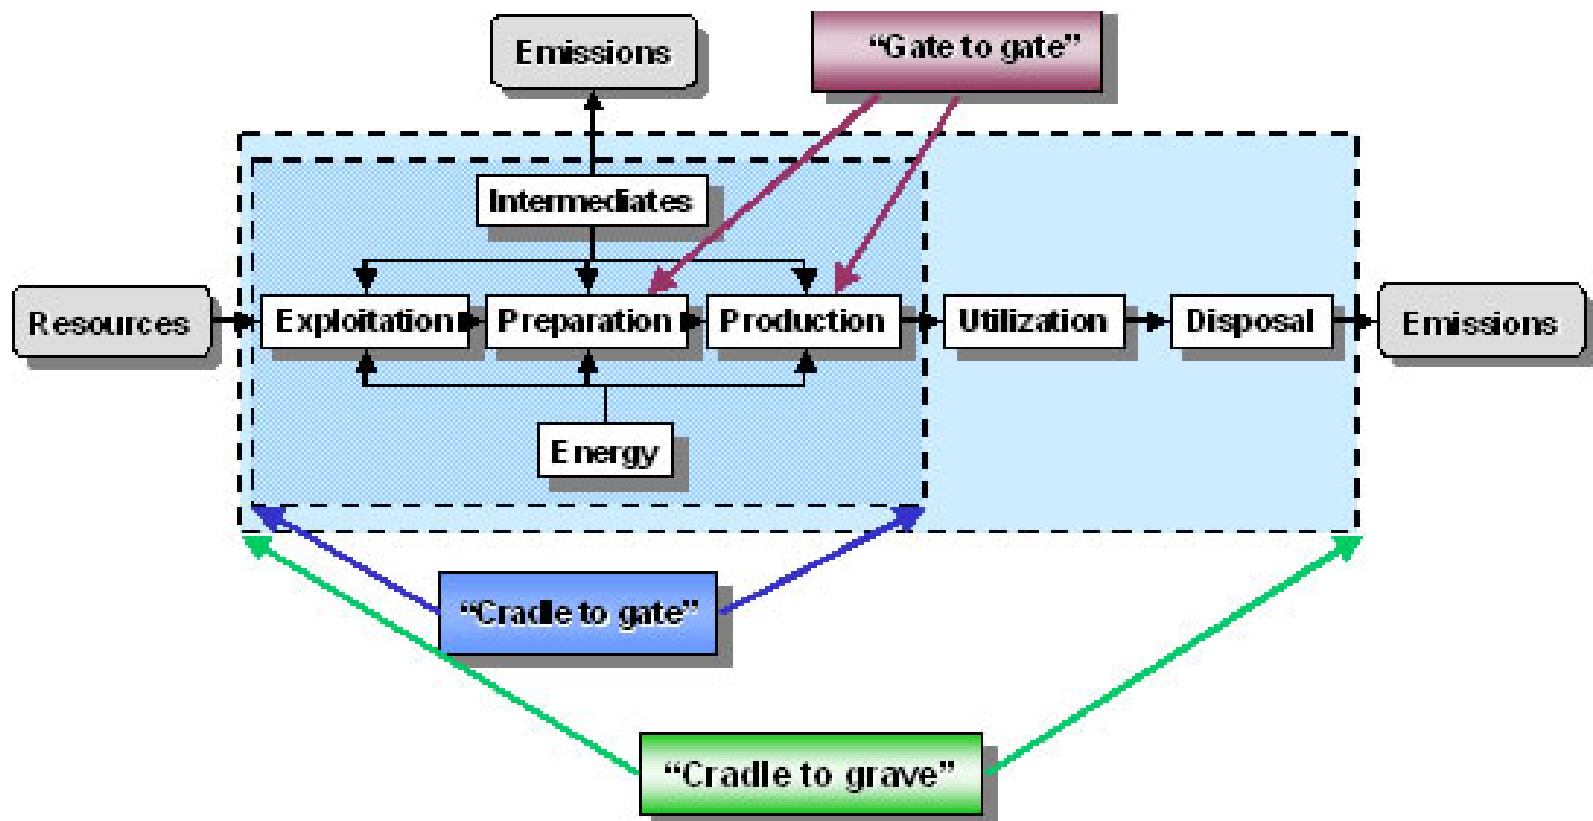 Emissions
“Gate to gate”
Intermediates
Resources
Exploitation
Preparation
Production
Utilization
Disposal
Emissions
Energy
“Cradle to gate”
“Cradle to grave”